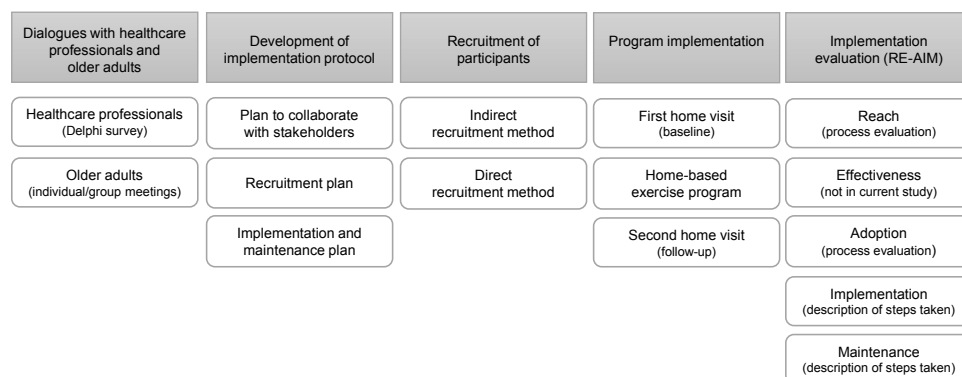 Dialogues with healthcare
professionals and
older adults
Healthcare professionals
(Delphi survey)
Older adults
(individual/group meetings)
Development of
implementation protocol
Plan to collaborate
with stakeholders
Recruitment plan
Implementation and
maintenance plan
Recruitment of
participants
Indirect
recruitment method
Direct
recruitment method
Program implementation
First home visit
(baseline)
Home-based
exercise program
Second home visit
(follow-up)
Implementation
evaluation (RE-AIM)
Reach
(process evaluation)
Effectiveness
(not in current study)
Adoption
(process evaluation)
Implementation
(description of steps taken)
Maintenance
(description of steps taken)